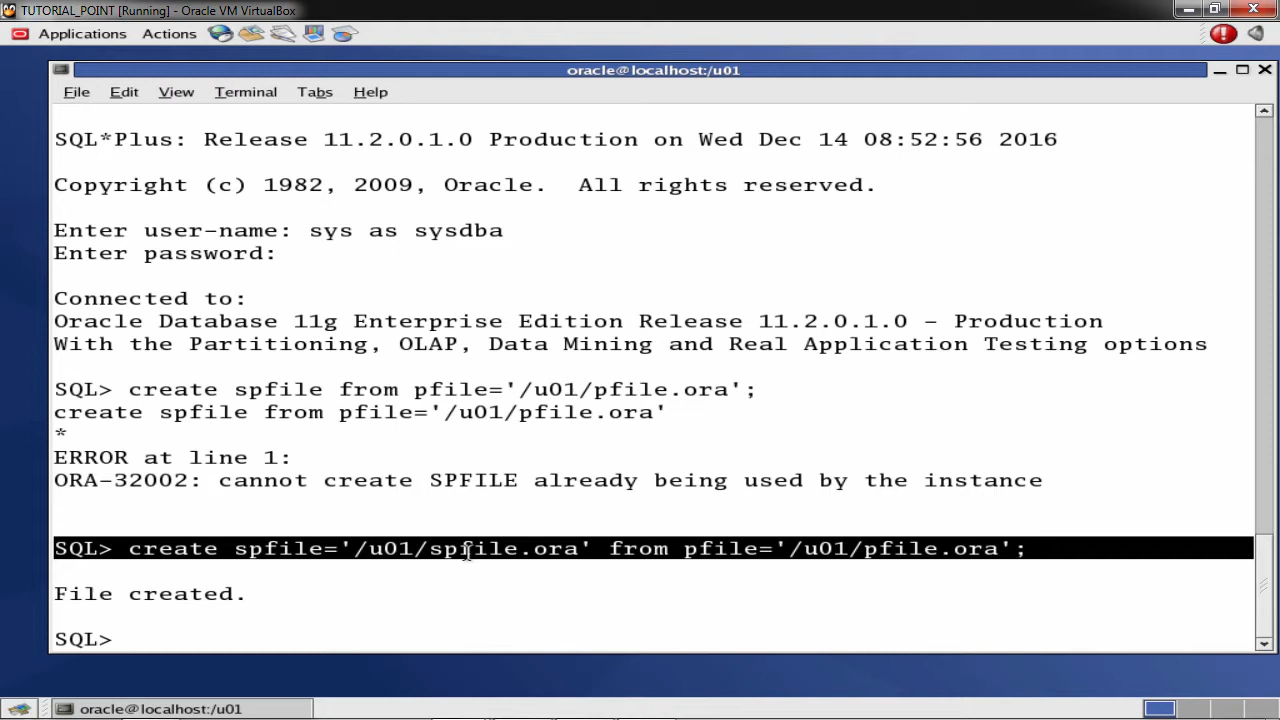 TUTORIAL_POINT [Running] - Oracle VM VirtualBox
Applications Actions
oracle@localhost:/u01
File Edit View Terminal Tabs Help
SQL*Plus: Release 11.2.0.1.0 Production on Wed Dec 14 08:52:56 2016
Copyright (c) 1982, 2009, Oracle.  All rights reserved.
Enter user-name: sys as sysdba
Enter password:
Connected to:
Oracle Database 11g Enterprise Edition Release 11.2.0.1.0 - Production
With the Partitioning, OLAP, Data Mining and Real Application Testing options
SQL> create spfile from pfile='/u01/pfile.ora';
create spfile from pfile='/u01/pfile.ora'
*
ERROR at line 1:
ORA-32002: cannot create SPFILE already being used by the instance
SQL> create spfile='/u01/spfile.ora' from pfile='/u01/pfile.ora';
File created.
SQL>
oracle@localhost:/u01